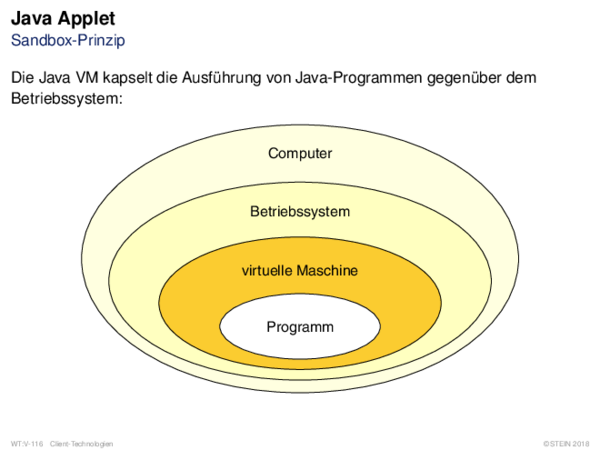 Java Applet
Sandbox-Prinzip
Die Java VM kapselt die Ausführung von Java-Programmen gegenüber dem
Betriebssystem:
Computer
Betriebssystem
virtuelle Maschine
Programm
WT:V-116 Client-Technologien ©STEIN 2018